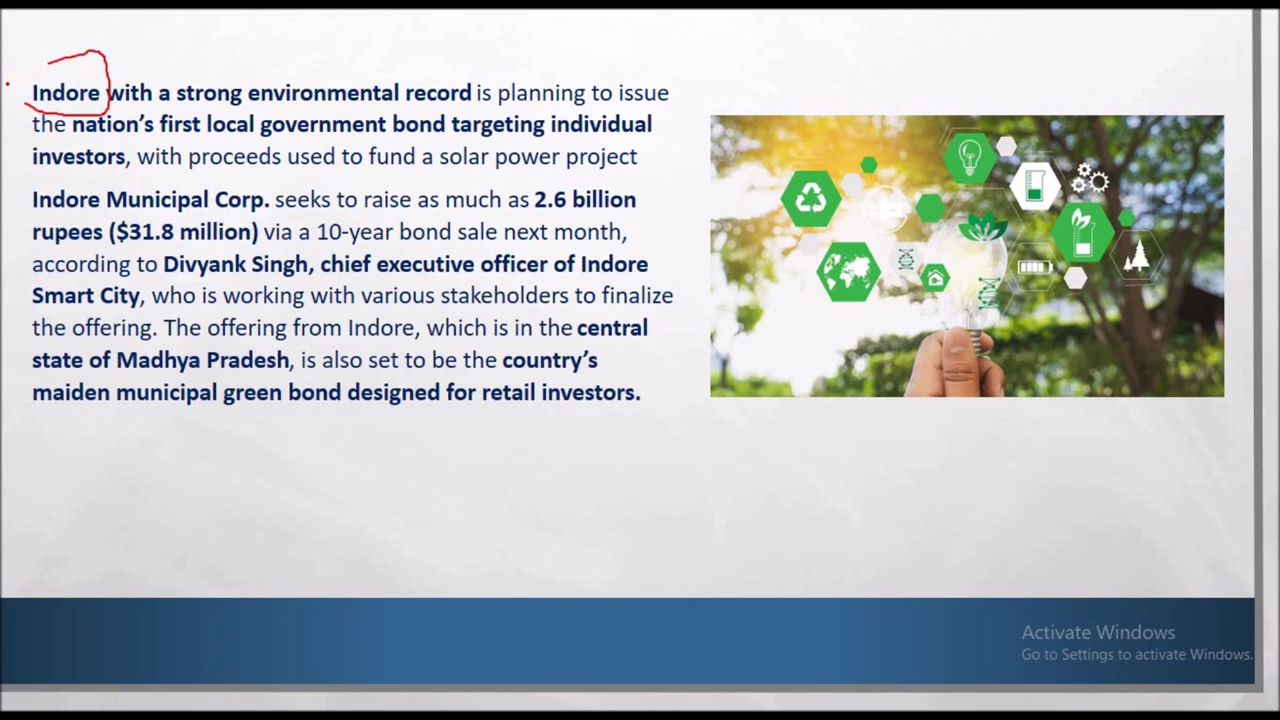 Indore with a strong environmental record is planning to issue
the nation's first local government bond targeting individual
investors, with proceeds used to fund a solar power project
Indore Municipal Corp. seeks to raise as much as 2.6 billion
rupees ($31.8 million) via a 10-year bond sale next month,
according to Divyank Singh, chief executive officer of Indore
Smart City, who is working with various stakeholders to finalize
the offering. The offering from Indore, which is in the central
state of Madhya Pradesh, is also set to be the country's
maiden municipal green bond designed for retail investors.
Activate Windows
Go to Settings to activate Windows.